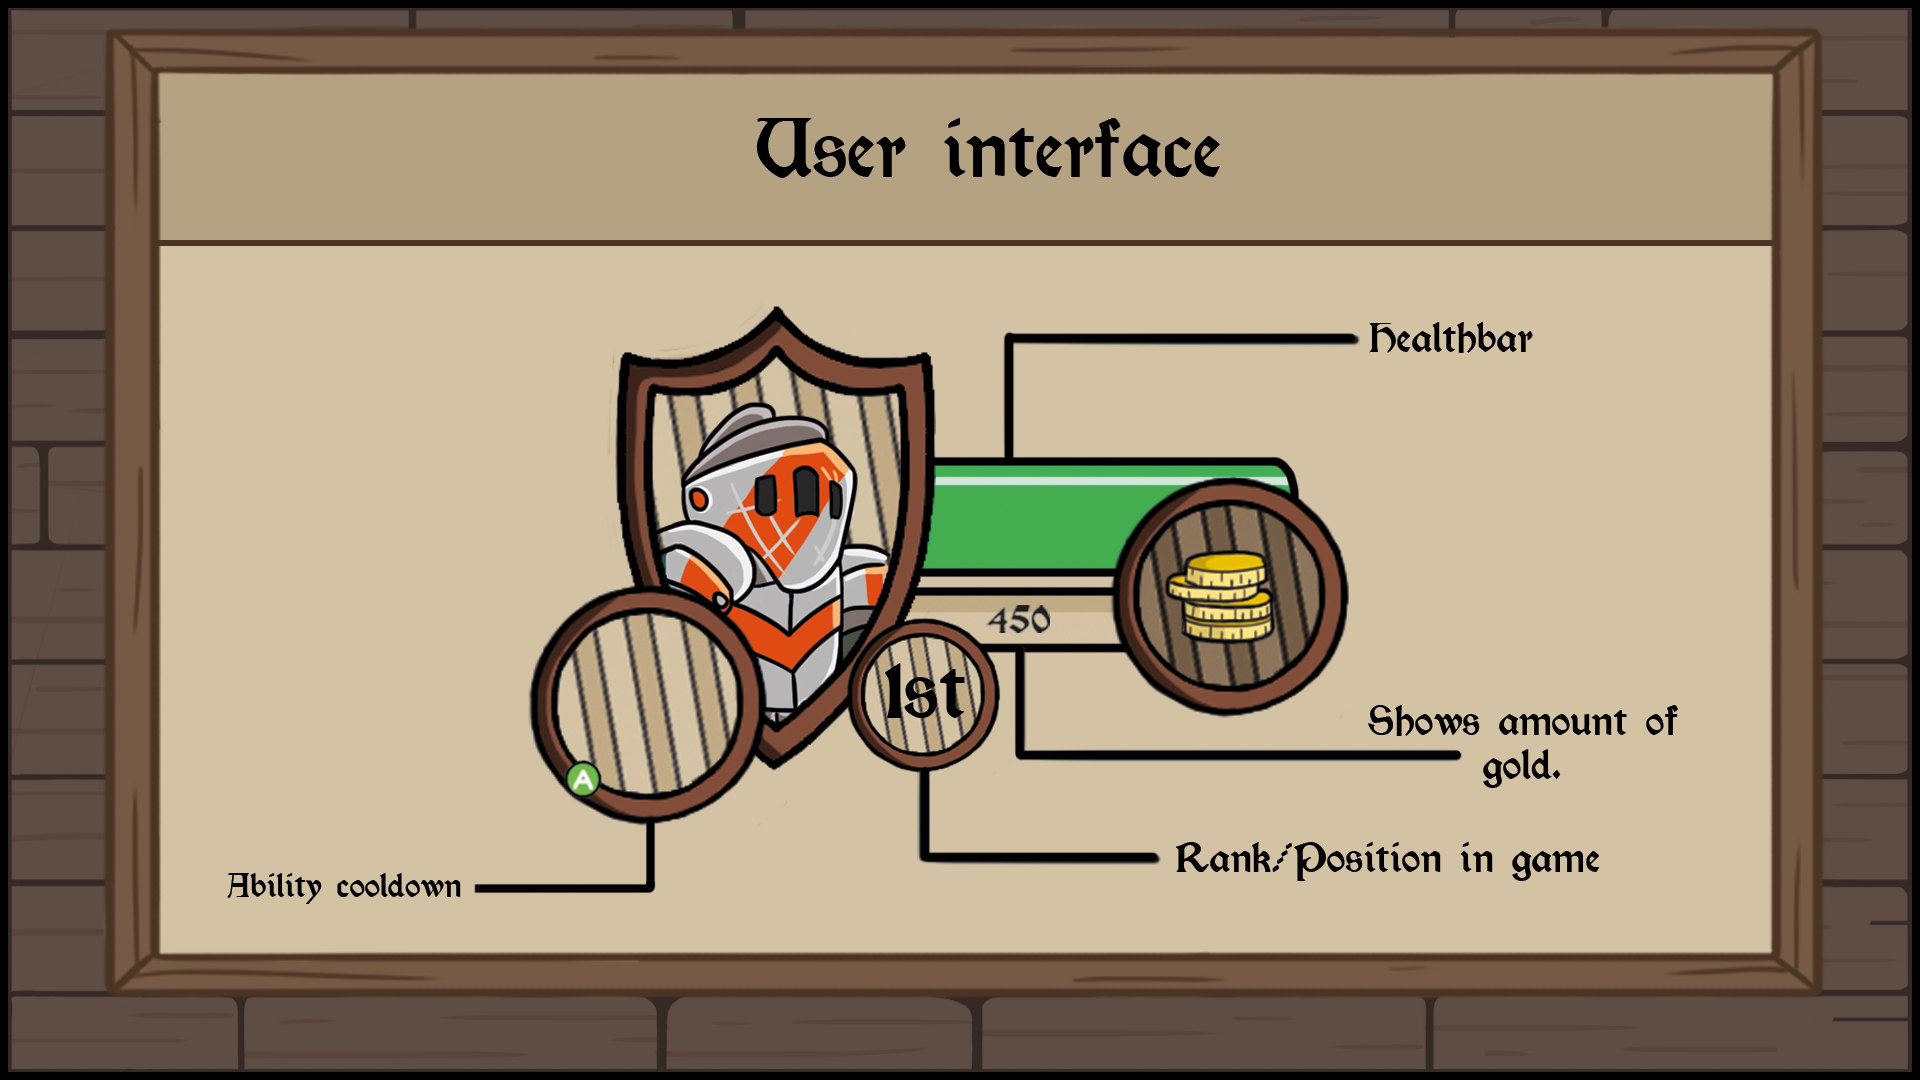 User interface
Healthbar
450
1st
Shows amount of
gold.
A
Rank/Position in game
Ability cooldown